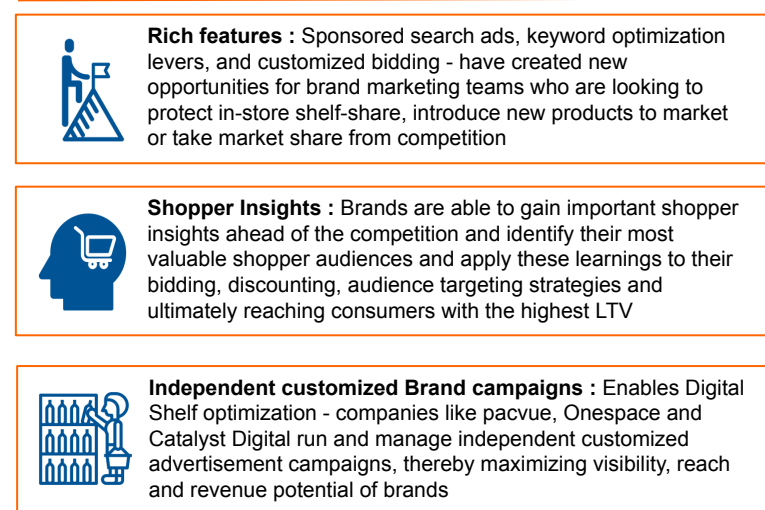 Rich features : Sponsored search ads, keyword optimization
levers, and customized bidding - have created new
opportunities for brand marketing teams who are looking to
protect in-store shelf-share, introduce new products to market
or take market share from competition
Shopper Insights : Brands are able to gain important shopper
insights ahead of the competition and identify their most
valuable shopper audiences and apply these learnings to their
bidding, discounting, audience targeting strategies and
ultimately reaching consumers with the highest LTV
Independent customized Brand campaigns : Enables Digital
Shelf optimization - companies like pacvue, Onespace and
Catalyst Digital run and manage independent customized
advertisement campaigns, thereby maximizing visibility, reach
and revenue potential of brands